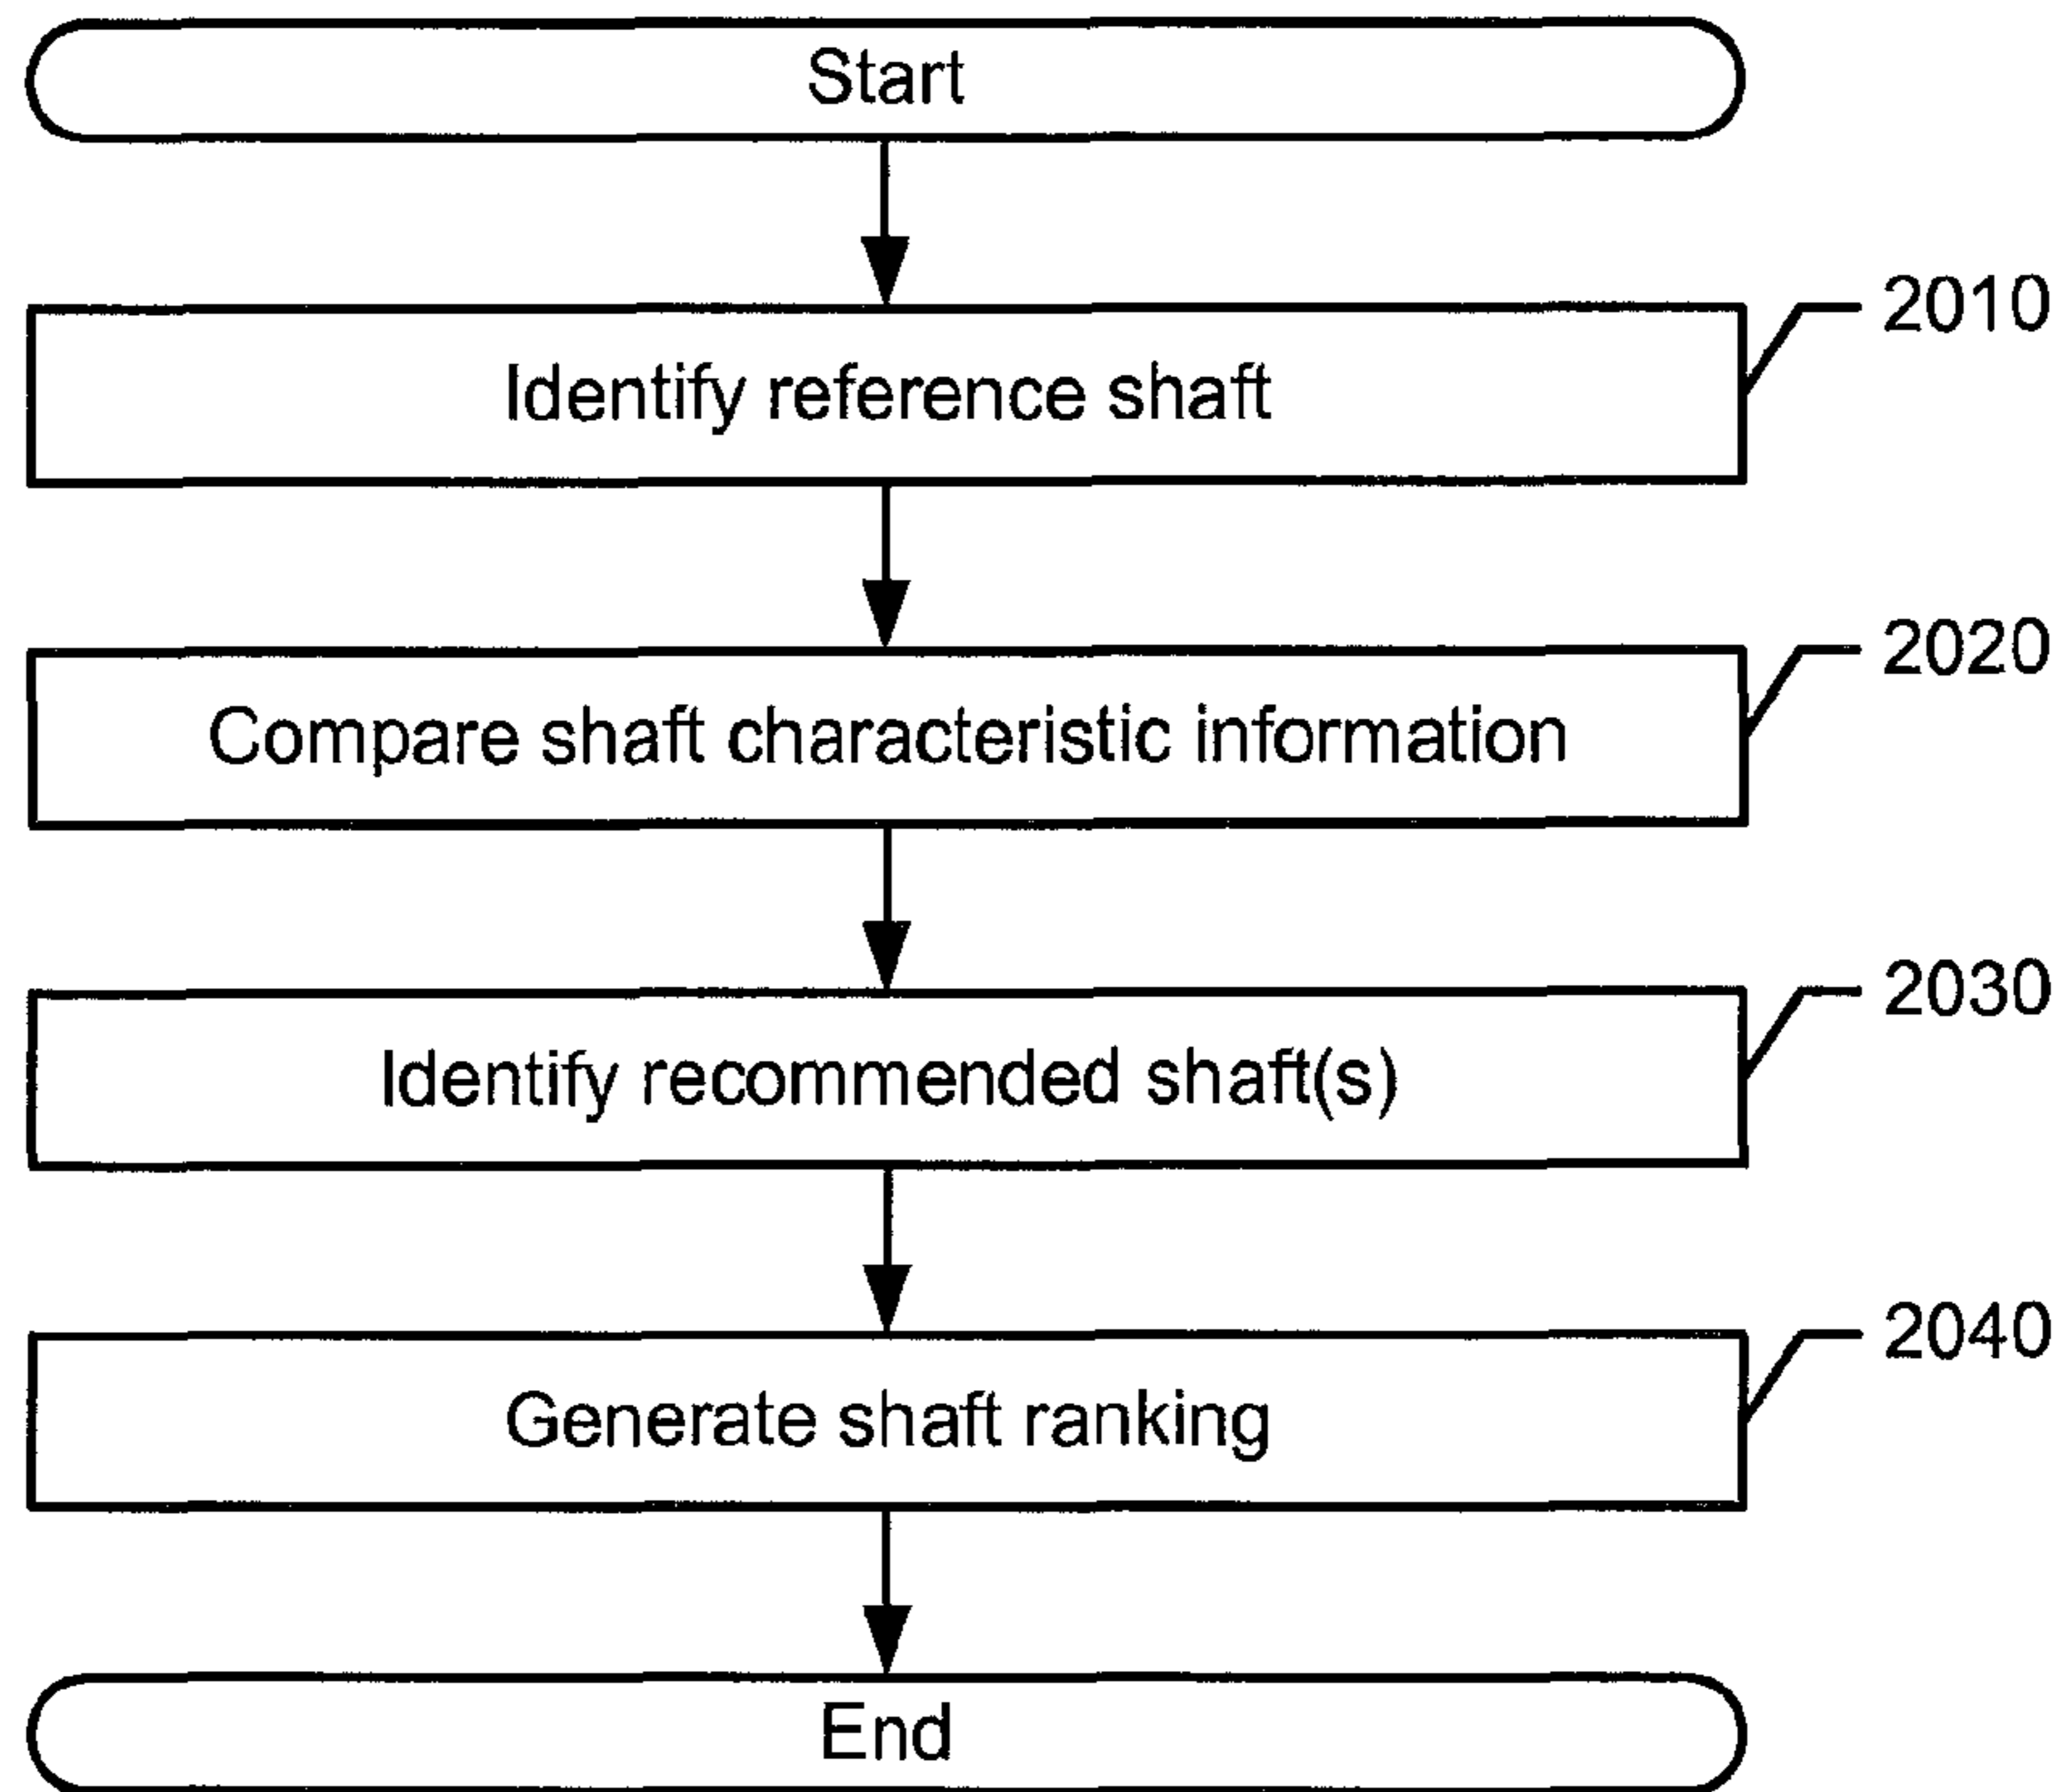 Start
Identify reference shaft
2010
Compare shaft characteristic information
2020
Identify recommended shaft(s)
2030
Generate shaft ranking
2040
End